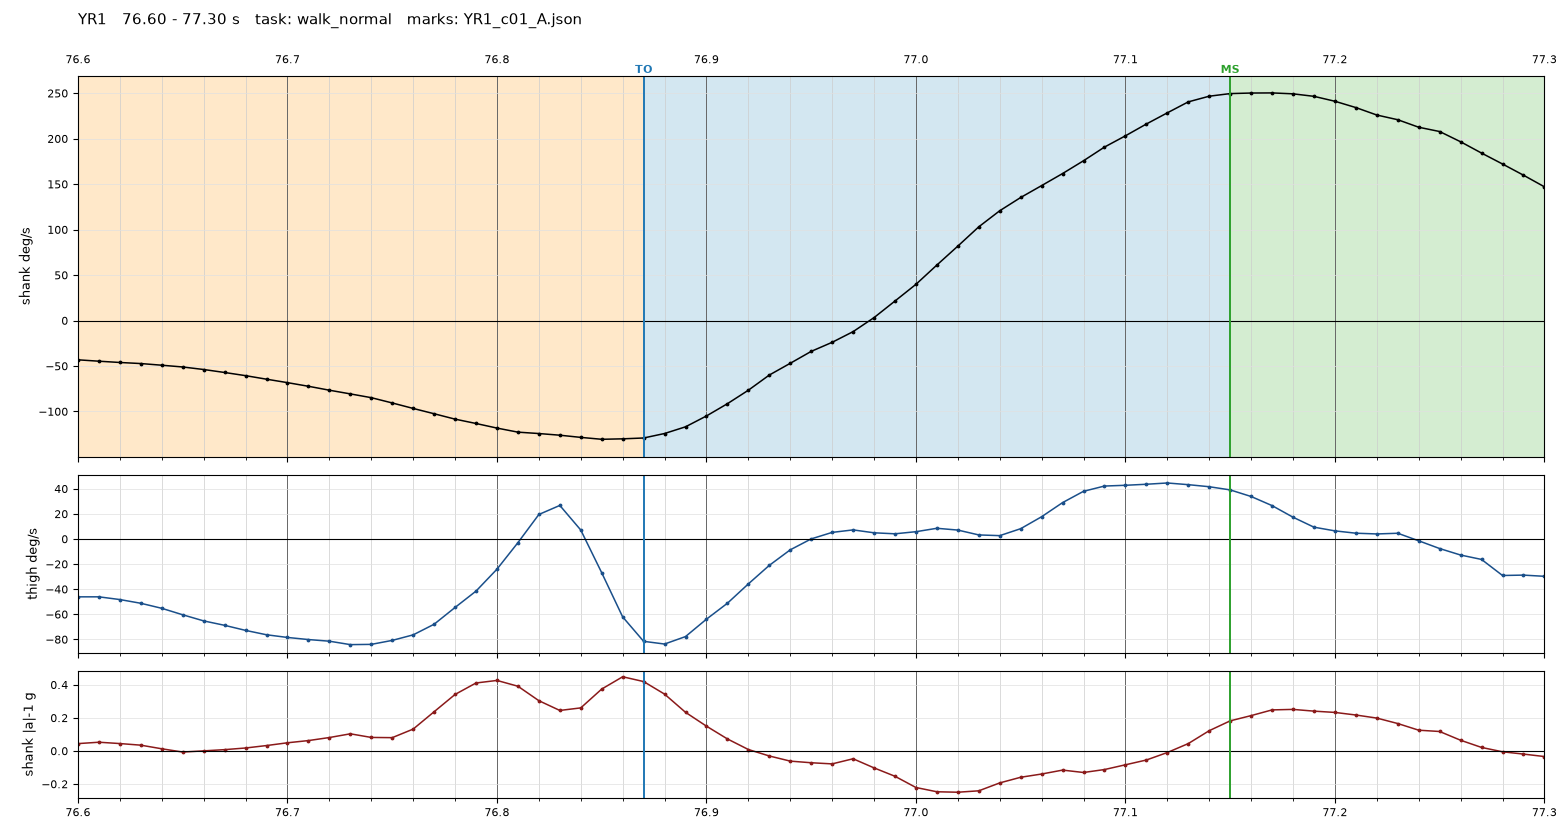 YR1   76.60 - 77.30 s   task: walk_normal   marks: YR1_c01_A.json
76.6 76.7 76.8 76.9 77.0 77.1 77.2 77.3
TO MS
shank deg/s
250
200
150
100
50
0
−50
−100
thigh deg/s
40
20
0
−20
−40
−60
−80
shank |a|-1 g
0.4
0.2
0.0
−0.2
76.6 76.7 76.8 76.9 77.0 77.1 77.2 77.3